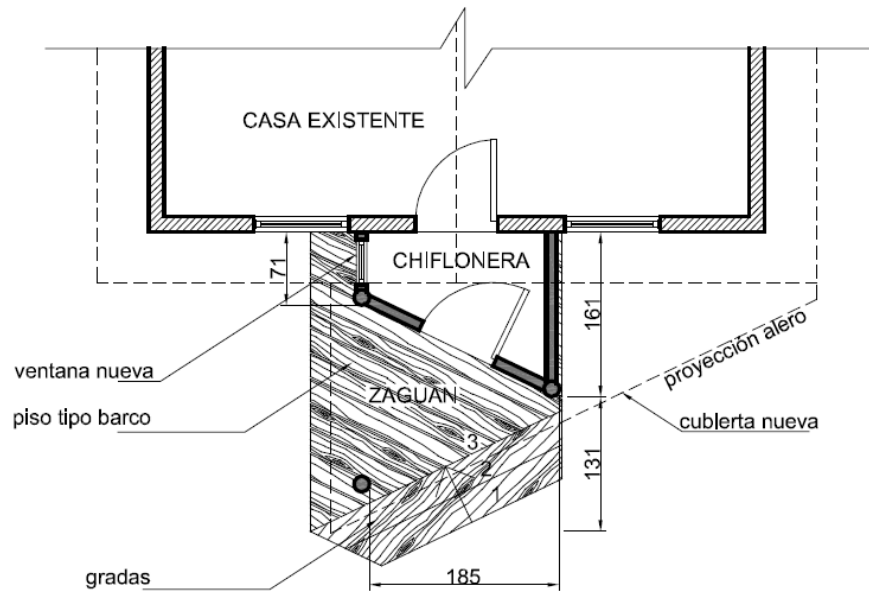 CASA EXISTENTE
CHIFLONERA
71
161
proyección alero
ventana nueva
ZAGUAN
piso tipo barco
cubierta nueva
3
2
1
131
gradas
185